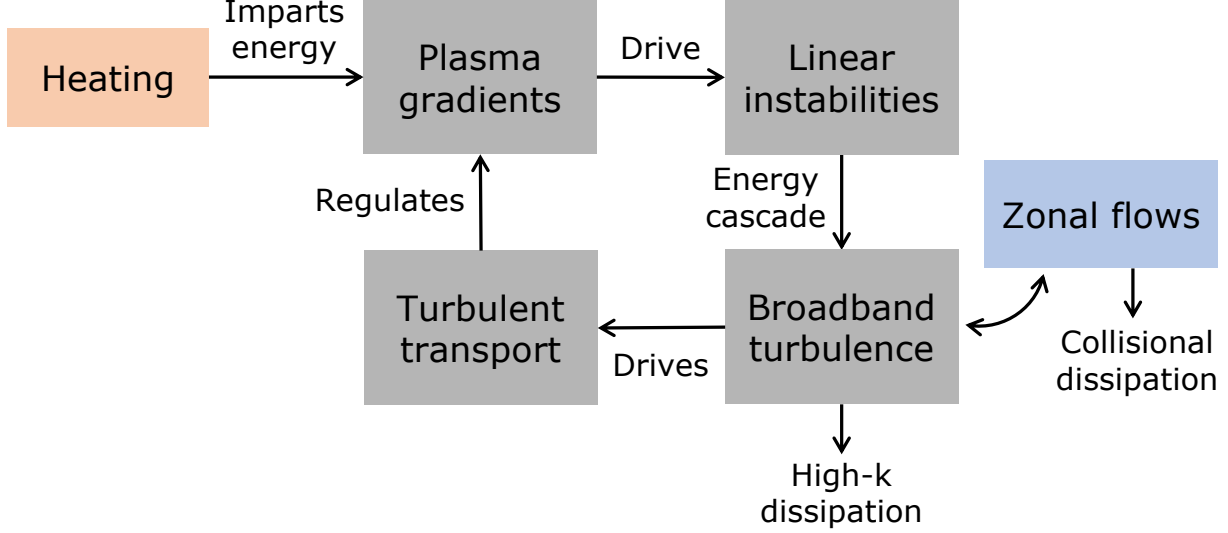 Imparts
energy
Heating
Plasma
gradients
Drive
Linear
instabilities
Regulates
Energy
cascade
Zonal flows
Turbulent
transport
Drives
Broadband
turbulence
Collisional
dissipation
High-k
dissipation